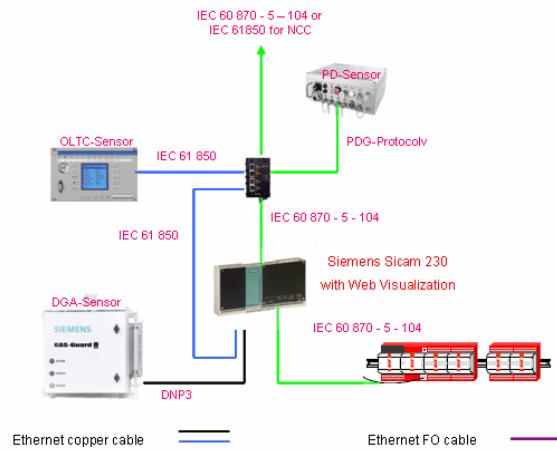 IEC 60 870 - 5 – 104 or
IEC 61850 for NCC
PD-Sensor
OLTC-Sensor
IEC 61 850
PDG-Protocolv
IEC 61 850
IEC 60 870 - 5 - 104
Siemens Sicam 230
with Web Visualization
DGA-Sensor
SIEMENS
GAS-Guard 8
IEC 60 870 - 5 - 104
DNP3
Ethernet copper cable
Ethernet FO cable